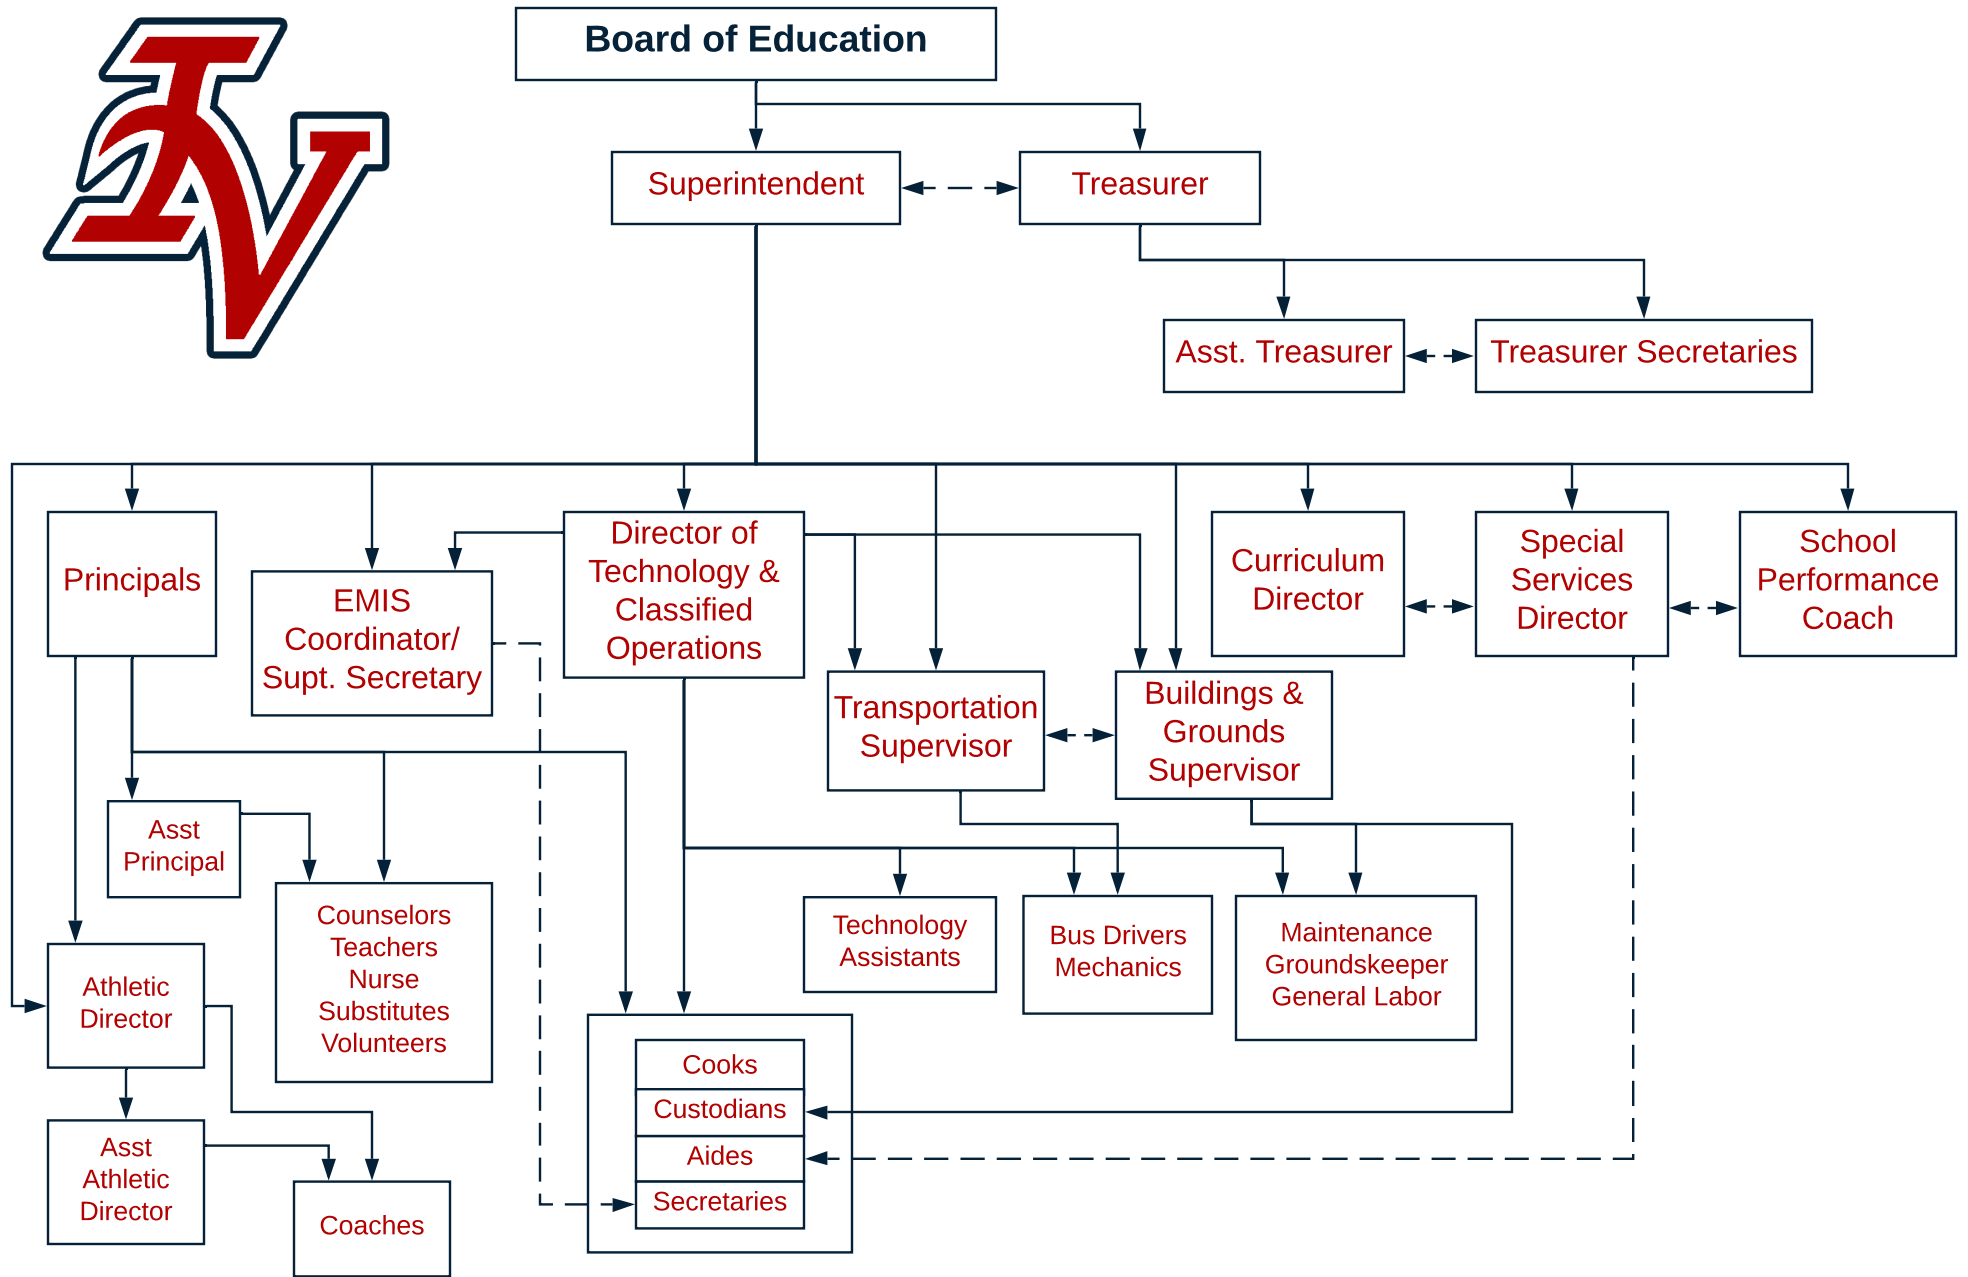 IV
Board of Education
Superintendent
Treasurer
Asst. Treasurer
Treasurer Secretaries
Principals
EMIS
Coordinator/
Supt. Secretary
Director of
Technology &
Classified
Operations
Transportation
Supervisor
Buildings &
Grounds
Supervisor
Curriculum
Director
Special
Services
Director
School
Performance
Coach
Asst
Principal
Counselors
Teachers
Nurse
Substitutes
Volunteers
Technology
Assistants
Bus Drivers
Mechanics
Maintenance
Groundskeeper
General Labor
Athletic
Director
Asst
Athletic
Director
Coaches
Cooks
Custodians
Aides
Secretaries